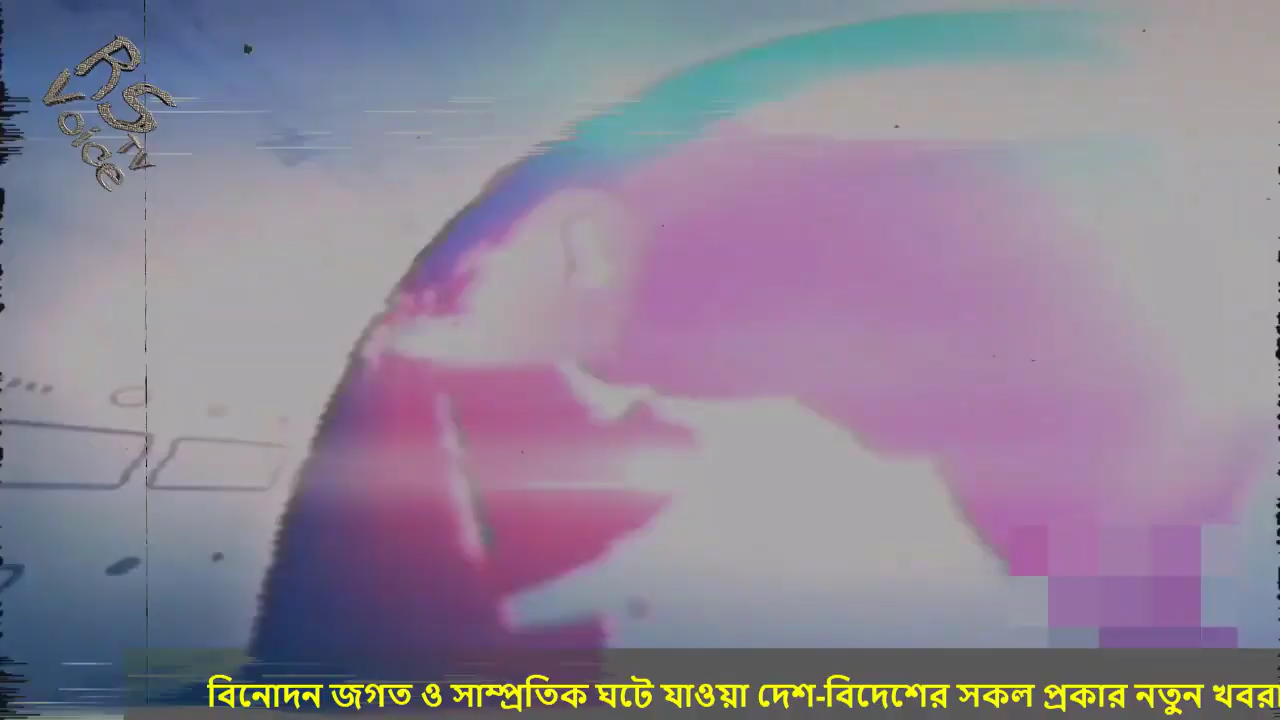 RS
Voice TV
বিনোদন জগত ও সাম্প্রতিক ঘটে যাওয়া দেশ-বিদেশের সকল প্রকার নতুন খবরা